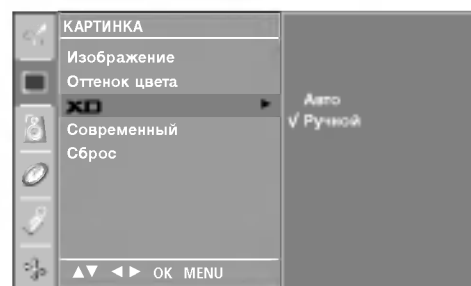 КАРТИНКА
Изображение
Оттенок цвета
XD ►
Современный
Сброс
Авто
√ Ручной
▲▼ ◄► OK MENU